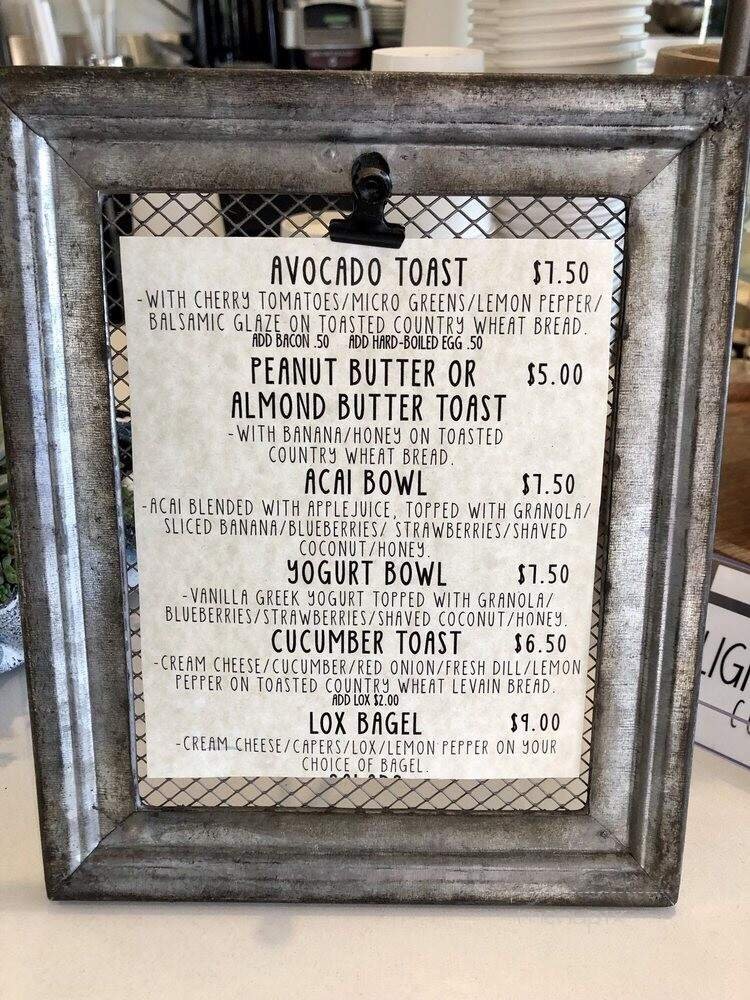 AVOCADO TOAST $7.50
-WITH CHERRY TOMATOES/MICRO GREENS/LEMON PEPPER/
BALSAMIC GLAZE ON TOASTED COUNTRY WHEAT BREAD.
ADD BACON .50 ADD HARD-BOILED EGG .50
PEANUT BUTTER OR $5.00
ALMOND BUTTER TOAST
-WITH BANANA/HONEY ON TOASTED
COUNTRY WHEAT BREAD.
ACAI BOWL $7.50
-ACAI BLENDED WITH APPLEJUICE, TOPPED WITH GRANOLA/
SLICED BANANA/BLUEBERRIES/ STRAWBERRIES/SHAVED
COCONUT/HONEY.
YOGURT BOWL $7.50
-VANILLA GREEK YOGURT TOPPED WITH GRANOLA/
BLUEBERRIES/STRAWBERRIES/SHAVED COCONUT/HONEY.
CUCUMBER TOAST $6.50
-CREAM CHEESE/CUCUMBER/RED ONION/FRESH DILL/LEMON
PEPPER ON TOASTED COUNTRY WHEAT LEVAIN BREAD.
ADD LOX $2.00
LOX BAGEL $9.00
-CREAM CHEESE/CAPERS/LOX/LEMON PEPPER ON YOUR
CHOICE OF BAGEL.